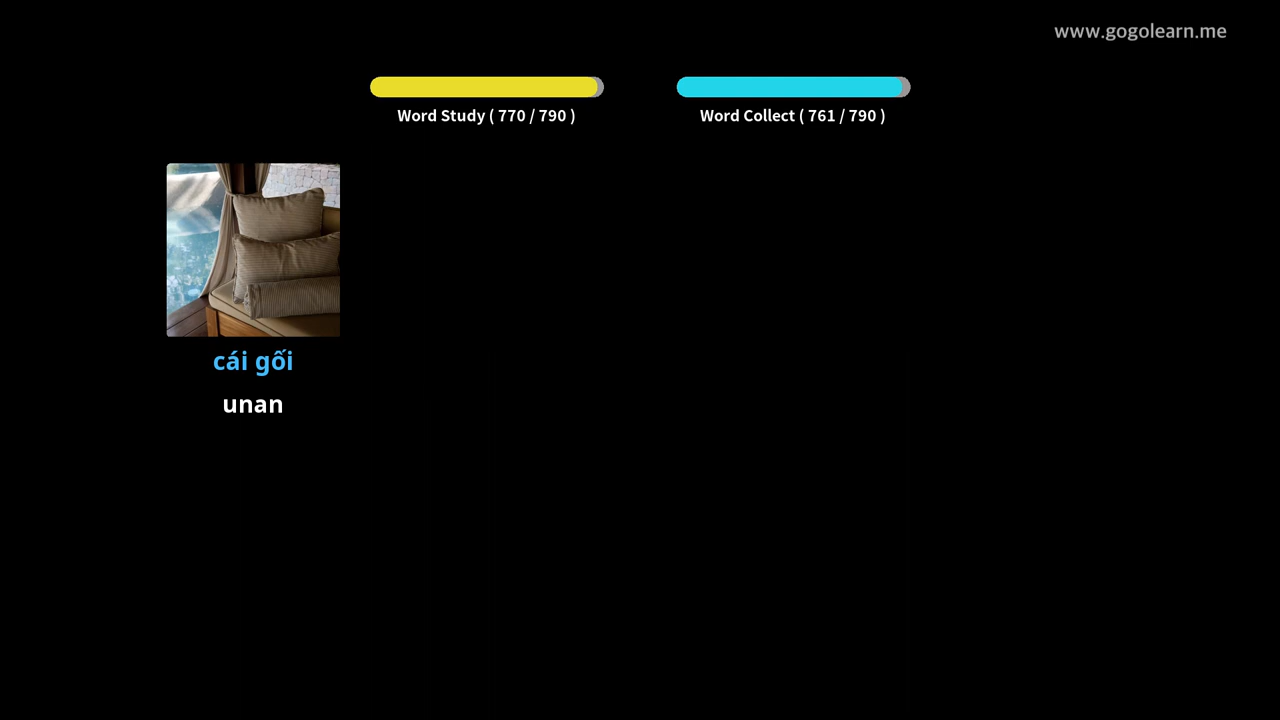 www.gogolearn.me
Word Study ( 770 / 790 )
Word Collect ( 761 / 790 )
cái gối
unan